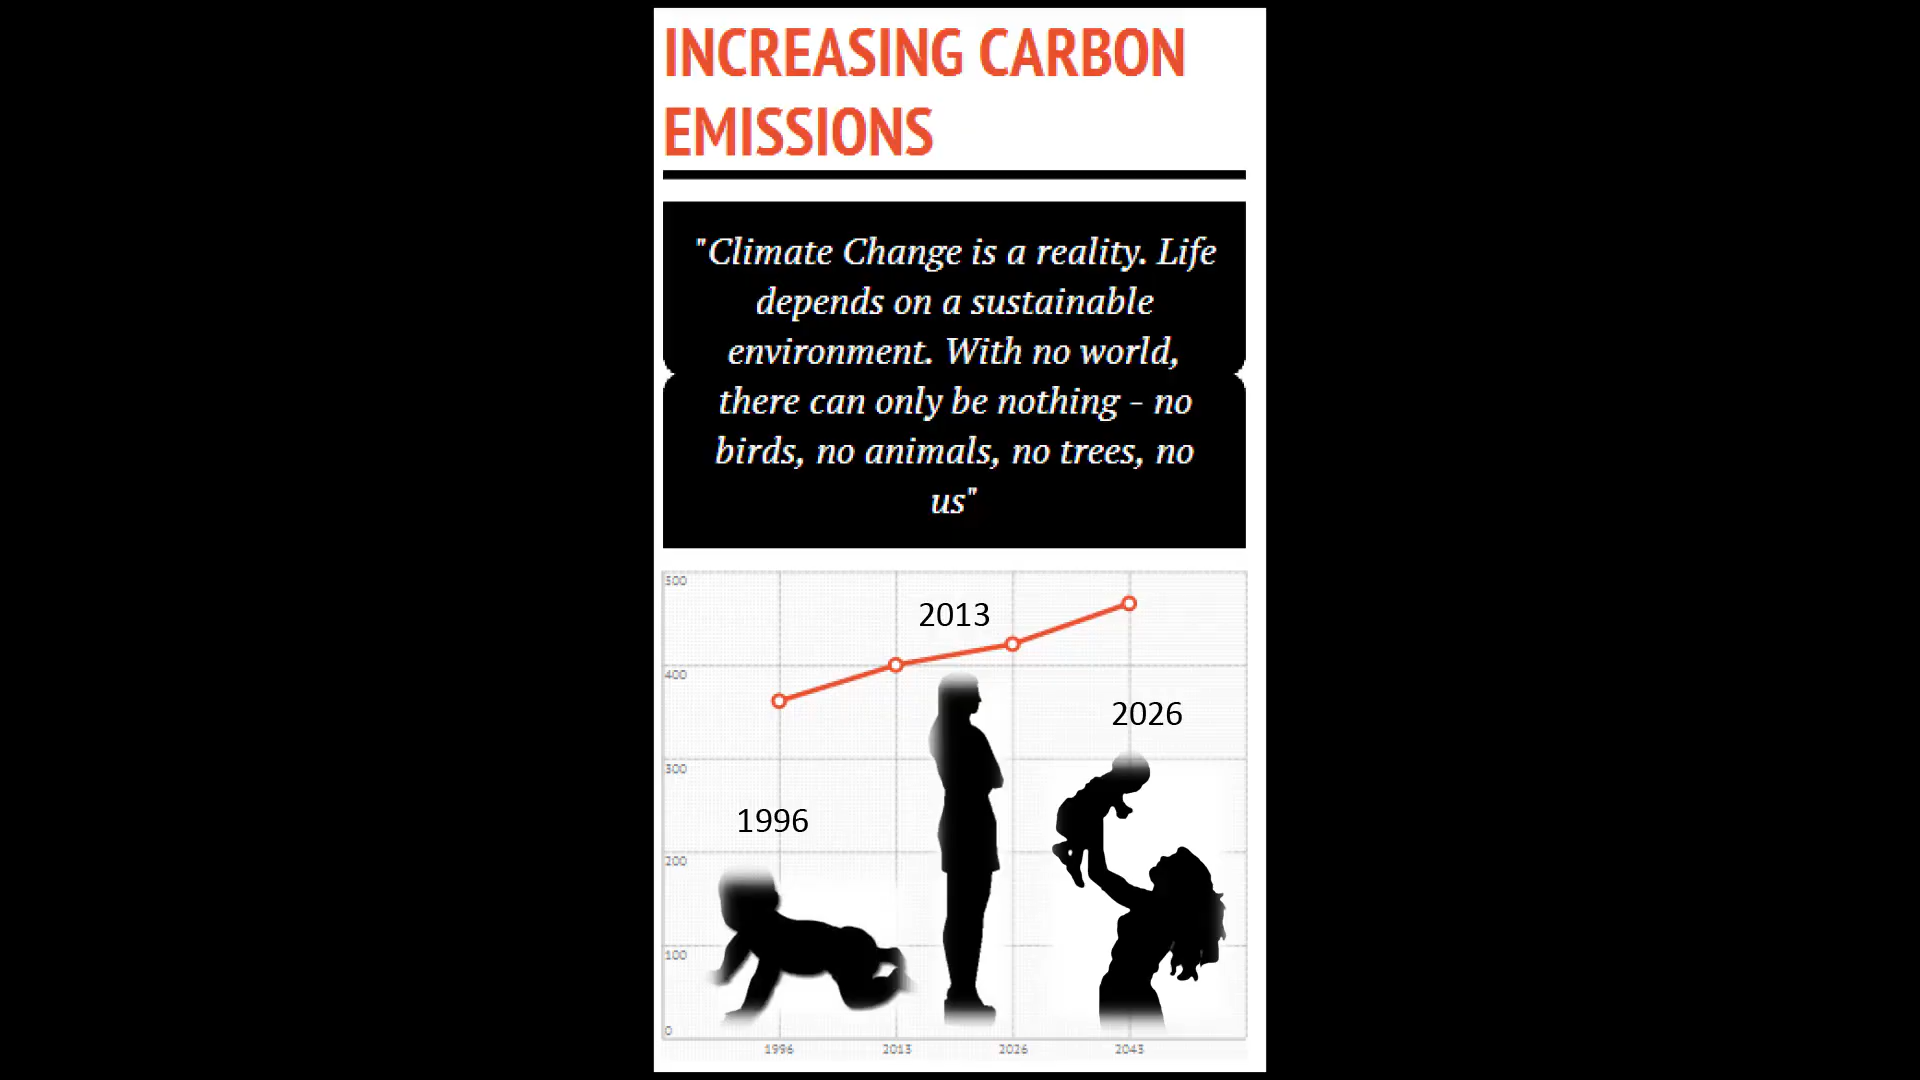 INCREASING CARBON
EMISSIONS
"Climate Change is a reality. Life
depends on a sustainable
environment. With no world,
there can only be nothing - no
birds, no animals, no trees, no
us"
500
2013
400
2026
300
1996
200
100
0
1996 2013 2026 2043